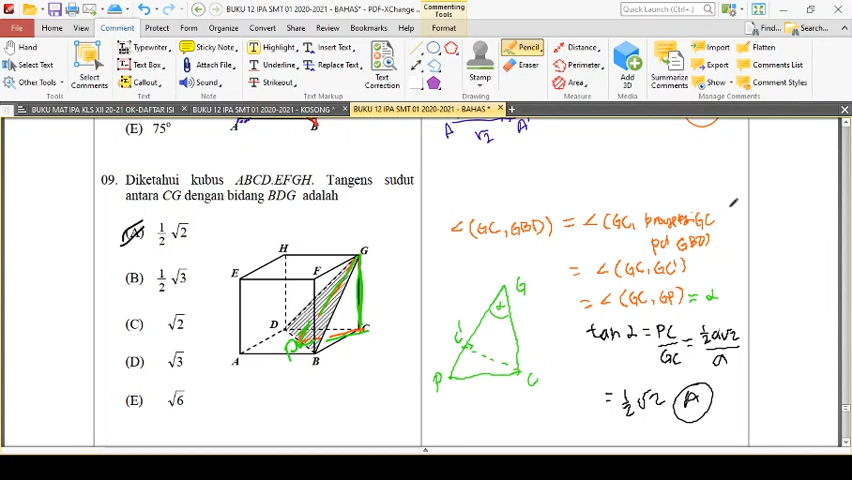 BUKU 12 IPA SMT 01 2020-2021 - BAHAS* - PDF-XChange
Commenting Tools
Quick Launch (Ctrl+.)
File
Home
View
Comment
Protect
Form
Organize
Convert
Share
Review
Bookmarks
Help
Format
Find...
Search...
Hand
Select Text
Other Tools
Select Comments
Typewriter
Text Box
Callout
Sticky Note
Attach File
Sound
Highlight
Underline
Strikeout
Insert Text
Replace Text
Text Correction
Pencil
Eraser
Stamp
Distance
Perimeter
Area
Add 3D
Summarize Comments
Import
Export
Show
Flatten
Comments List
Comment Styles
Tools
Text Markup
Drawing
Measure
Manage Comments
BUKU MAT IPA KLS XII 20-21 OK-DAFTAR ISI
BUKU 12 IPA SMT 01 2020-2021 - KOSONG *
BUKU 12 IPA SMT 01 2020-2021 - BAHAS *
(E) 75°
A B
A √2 A'
09. Diketahui kubus ABCD.EFGH. Tangens sudut
antara CG dengan bidang BDG adalah
(A) 1/2 √2
(B) 1/2 √3
(C) √2
(D) √3
(E) √6
H G
E F
D C
P
A B
∠(GC, GBD) = ∠(GC, proyeksi GC
pd GBD)
= ∠(GC, GC')
= ∠(GC, GP) = α
tan α = PC/GC = 1/2 a√2/a
= 1/2 √2 (A)
G
α
C'
P C